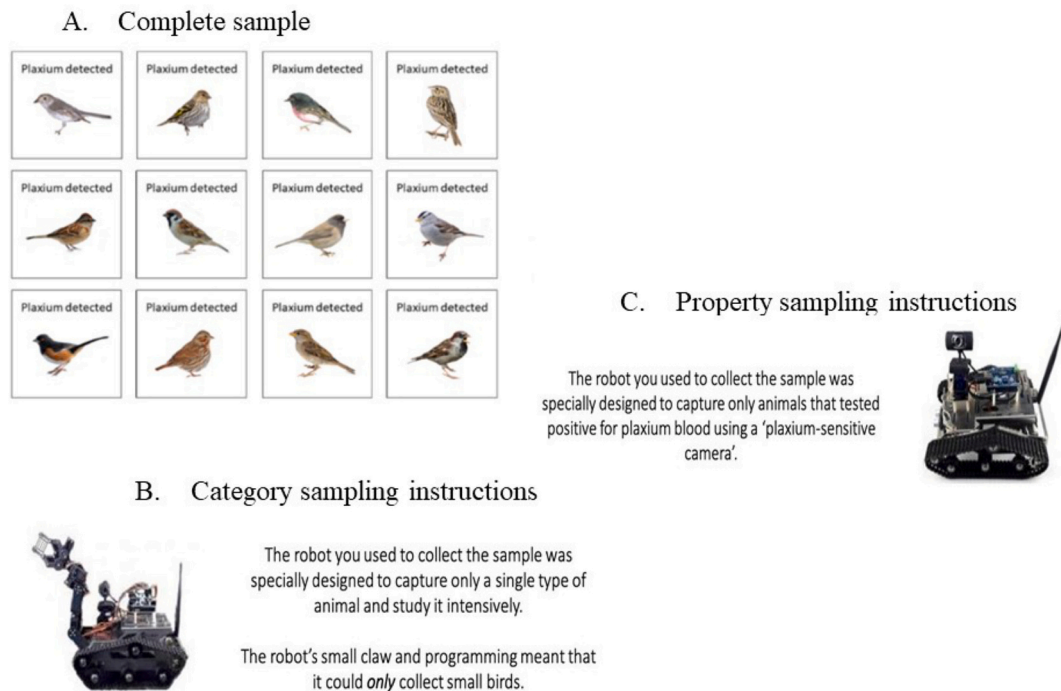 A. Complete sample
Plaxium detected
Plaxium detected
Plaxium detected
Plaxium detected
Plaxium detected
Plaxium detected
Plaxium detected
Plaxium detected
Plaxium detected
Plaxium detected
Plaxium detected
Plaxium detected
C. Property sampling instructions
The robot you used to collect the sample was
specially designed to capture only animals that tested
positive for plaxium blood using a ‘plaxium-sensitive
camera’.
B. Category sampling instructions
The robot you used to collect the sample was
specially designed to capture only a single type of
animal and study it intensively.
The robot’s small claw and programming meant that
it could only collect small birds.